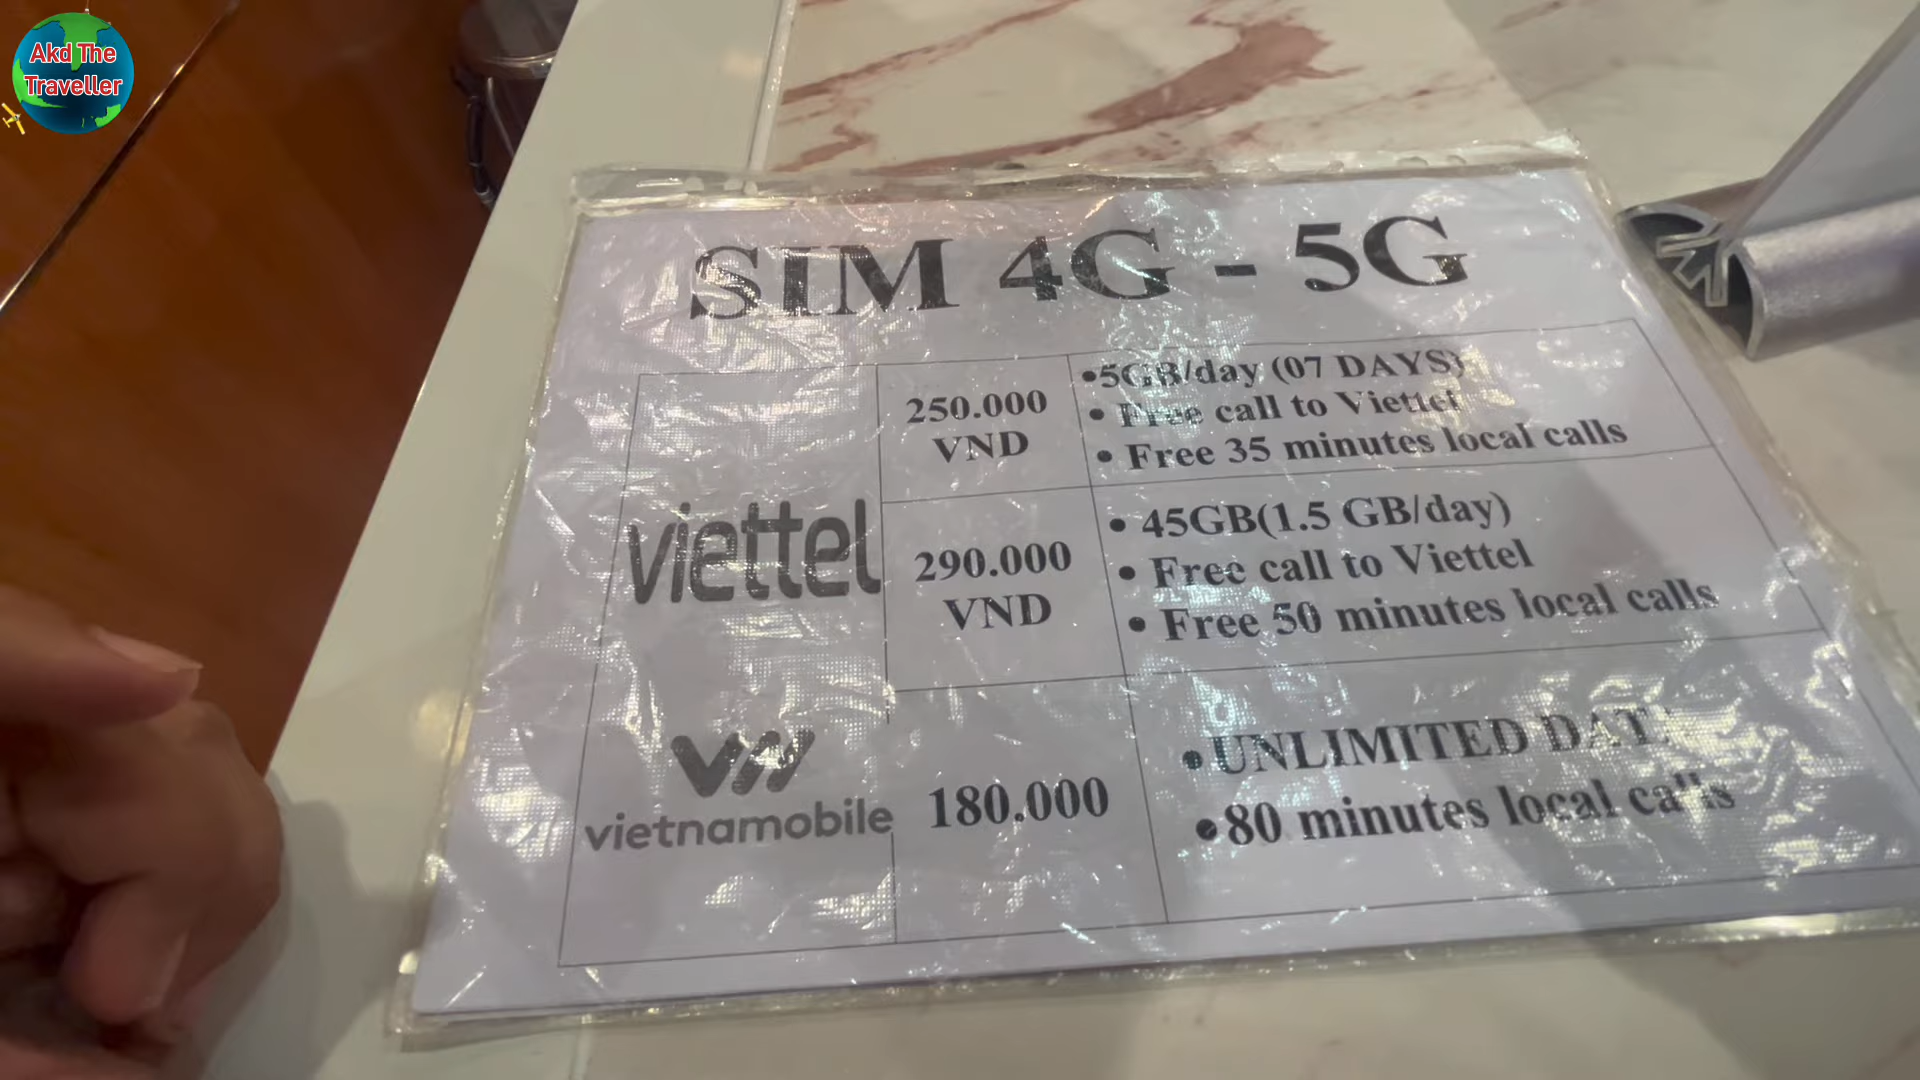 Akd The
Traveller
SIM 4G - 5G
viettel
250.000
VND
•5GB/day (07 DAYS)
• Free call to Viettel
• Free 35 minutes local calls
290.000
VND
• 45GB(1.5 GB/day)
• Free call to Viettel
• Free 50 minutes local calls
vietnamobile
180.000
•UNLIMITED DAT
•80 minutes local calls